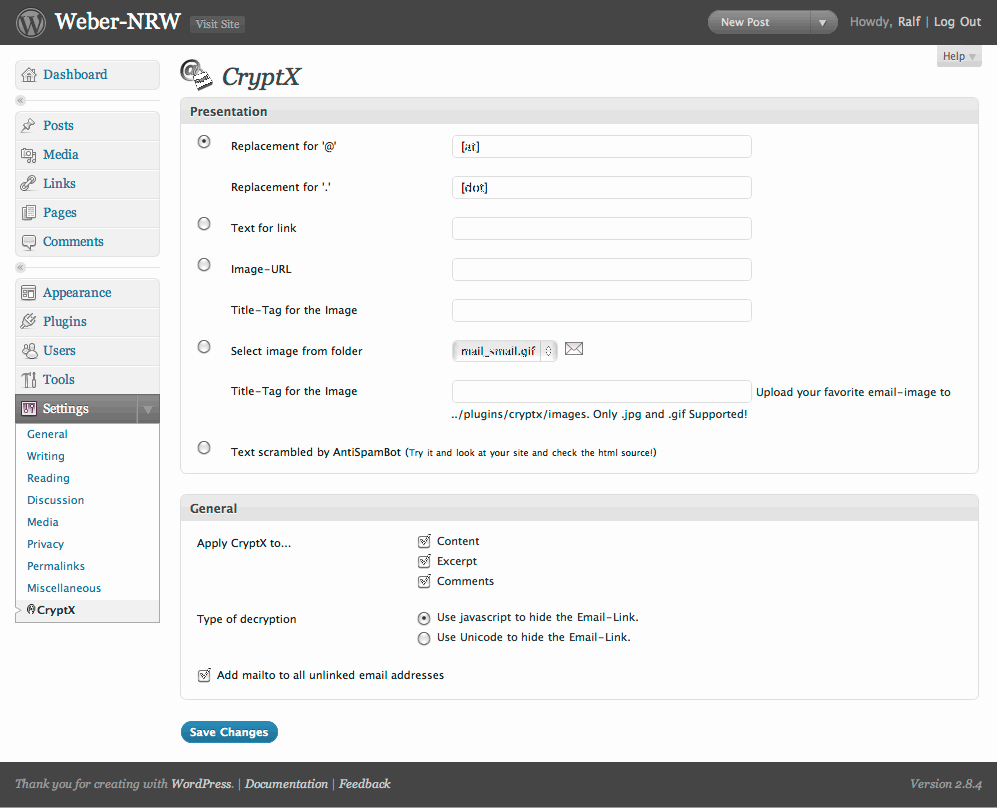 Weber-NRW Visit Site New Post Howdy, Ralf | Log Out
Help
Dashboard
Posts
Media
Links
Pages
Comments
Appearance
Plugins
Users
Tools
Settings
General
Writing
Reading
Discussion
Media
Privacy
Permalinks
Miscellaneous
CryptX
CryptX
Presentation
Replacement for '@' [at]
Replacement for '.' [dot]
Text for link
Image-URL
Title-Tag for the Image
Select image from folder mail_small.gif
Title-Tag for the Image Upload your favorite email-image to
../plugins/cryptx/images. Only .jpg and .gif Supported!
Text scrambled by AntiSpamBot (Try it and look at your site and check the html source!)
General
Apply CryptX to... Content
Excerpt
Comments
Type of decryption Use javascript to hide the Email-Link.
Use Unicode to hide the Email-Link.
Add mailto to all unlinked email addresses
Save Changes
Thank you for creating with WordPress. | Documentation | Feedback Version 2.8.4